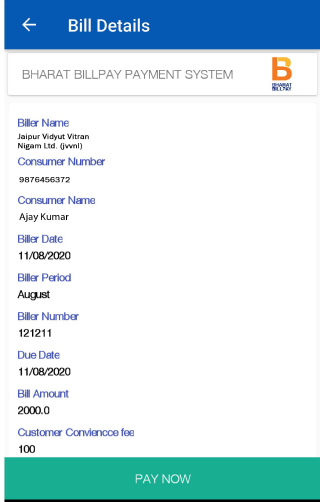 Bill Details
BHARAT BILLPAY PAYMENT SYSTEM
BHARAT
BILLPAY
Biller Name
Jaipur Vidyut Vitran
Nigam Ltd. (jvvnl)
Consumer Number
9876456372
Consumer Name
Ajay Kumar
Biller Date
11/08/2020
Biller Period
August
Biller Number
121211
Due Date
11/08/2020
Bill Amount
2000.0
Customer Conviencce fee
100
PAY NOW